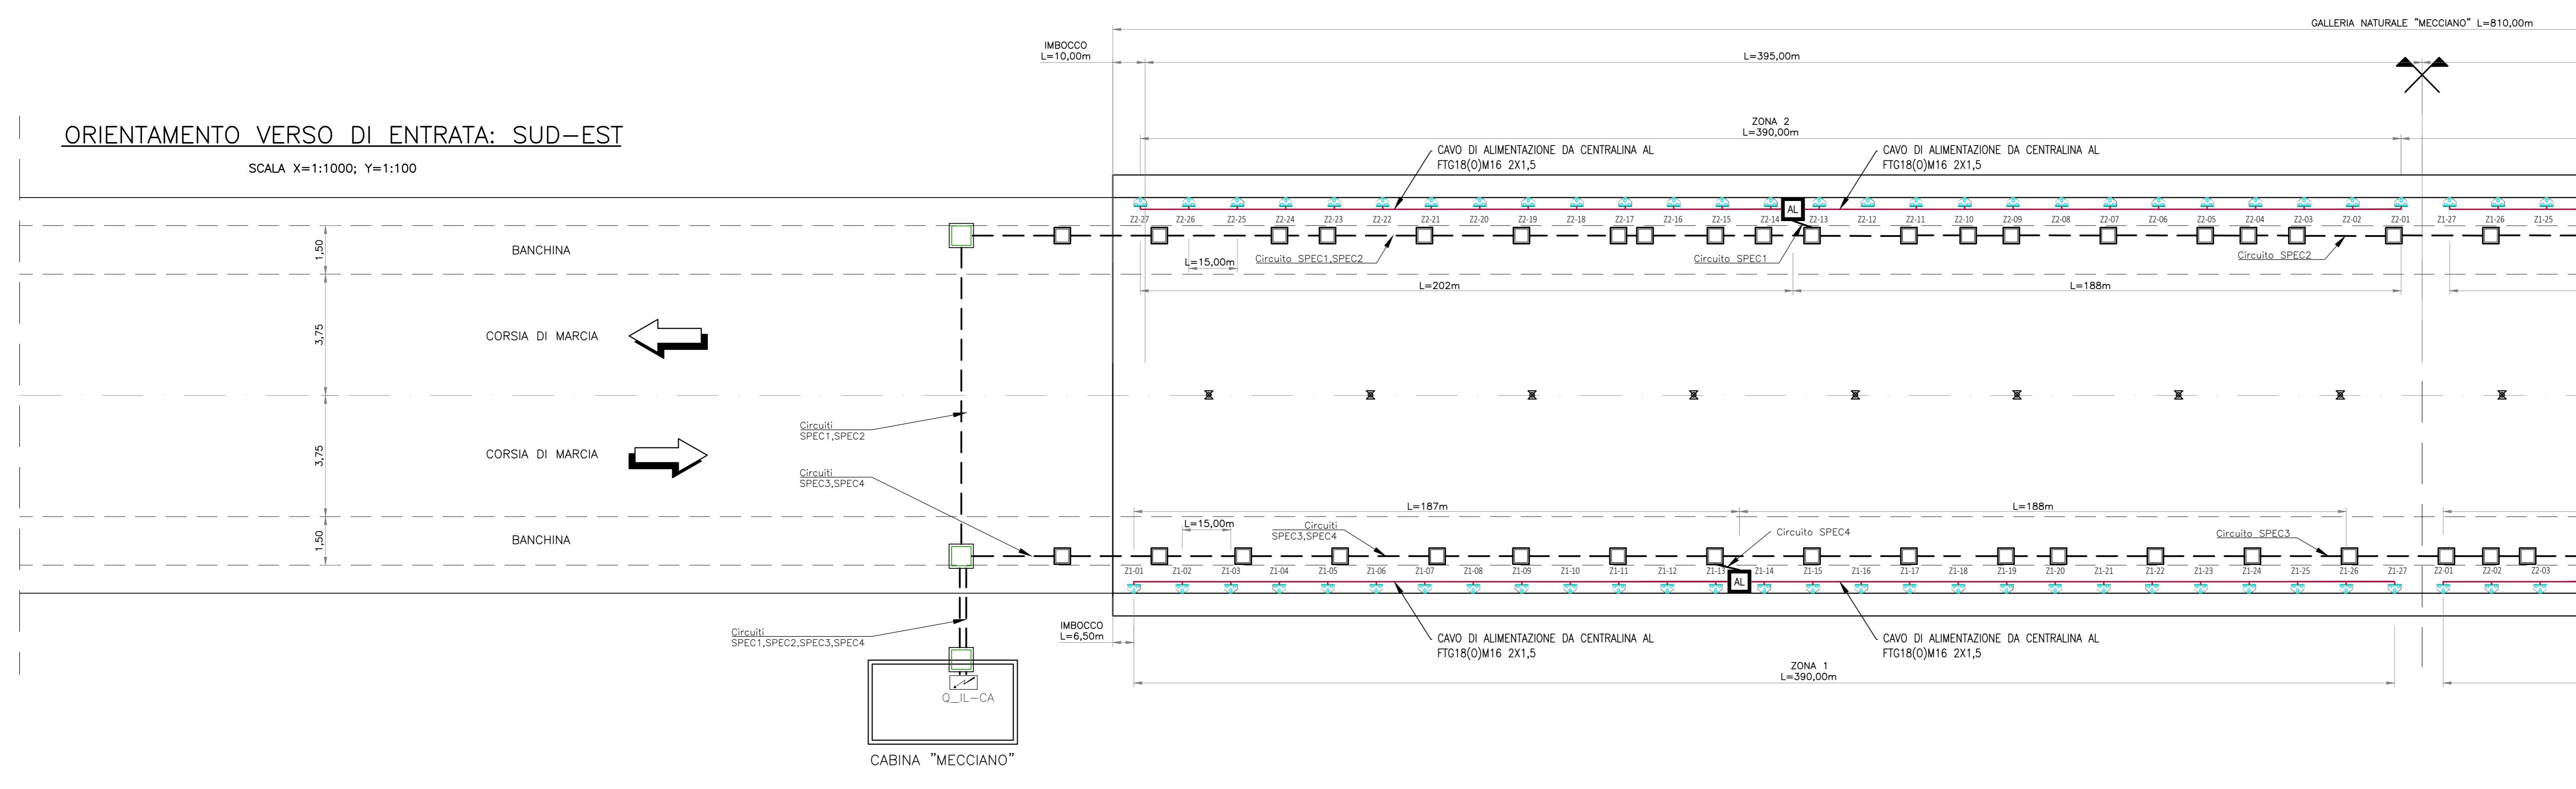 GALLERIA NATURALE "MECCIANO" L=810,00m
IMBOCCO
L=10,00m
L=395,00m
ORIENTAMENTO VERSO DI ENTRATA: SUD-EST
SCALA X=1:1000; Y=1:100
ZONA 2
L=390,00m
CAVO DI ALIMENTAZIONE DA CENTRALINA AL
FTG18(O)M16 2X1,5
CAVO DI ALIMENTAZIONE DA CENTRALINA AL
FTG18(O)M16 2X1,5
AL
Z2-27 Z2-26 Z2-25 Z2-24 Z2-23 Z2-22 Z2-21 Z2-20 Z2-19 Z2-18 Z2-17 Z2-16 Z2-15 Z2-14 Z2-13 Z2-12 Z2-11 Z2-10 Z2-09 Z2-08 Z2-07 Z2-06 Z2-05 Z2-04 Z2-03 Z2-02 Z2-01 Z1-27 Z1-26 Z1-25
1,50
BANCHINA
L=15,00m
Circuito SPEC1,SPEC2
Circuito SPEC1
Circuito SPEC2
L=202m
L=188m
3,75
CORSIA DI MARCIA
Circuiti
SPEC1,SPEC2
3,75
CORSIA DI MARCIA
Circuiti
SPEC3,SPEC4
L=187m
L=188m
1,50
BANCHINA
L=15,00m
Circuiti
SPEC3,SPEC4
Circuito SPEC4
Circuito SPEC3
Z1-01 Z1-02 Z1-03 Z1-04 Z1-05 Z1-06 Z1-07 Z1-08 Z1-09 Z1-10 Z1-11 Z1-12 Z1-13 Z1-14 Z1-15 Z1-16 Z1-17 Z1-18 Z1-19 Z1-20 Z1-21 Z1-22 Z1-23 Z1-24 Z1-25 Z1-26 Z1-27 Z2-01 Z2-02 Z2-03
AL
Circuiti
SPEC1,SPEC2,SPEC3,SPEC4
IMBOCCO
L=6,50m
CAVO DI ALIMENTAZIONE DA CENTRALINA AL
FTG18(O)M16 2X1,5
CAVO DI ALIMENTAZIONE DA CENTRALINA AL
FTG18(O)M16 2X1,5
ZONA 1
L=390,00m
Q_IL-CA
CABINA "MECCIANO"